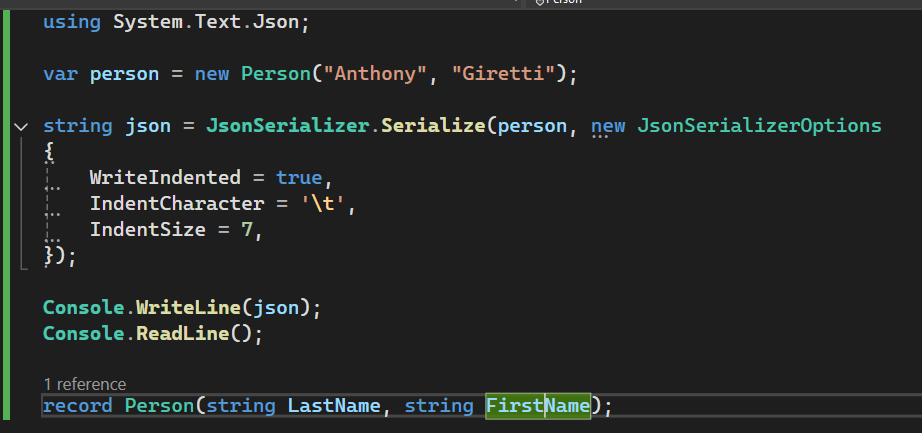 Person
using System.Text.Json;
var person = new Person("Anthony", "Giretti");
string json = JsonSerializer.Serialize(person, new JsonSerializerOptions
{
WriteIndented = true,
IndentCharacter = '\t',
IndentSize = 7,
});
Console.WriteLine(json);
Console.ReadLine();
1 reference
record Person(string LastName, string FirstName);